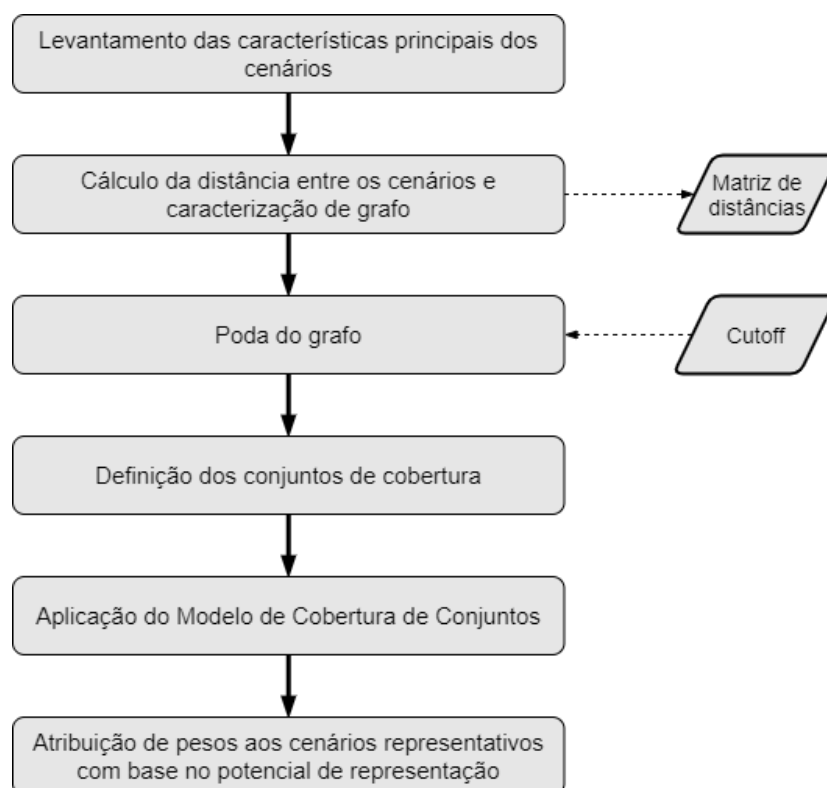 Levantamento das características principais dos
cenários
Cálculo da distância entre os cenários e
caracterização de grafo
Matriz de
distâncias
Poda do grafo
Cutoff
Definição dos conjuntos de cobertura
Aplicação do Modelo de Cobertura de Conjuntos
Atribuição de pesos aos cenários representativos
com base no potencial de representação